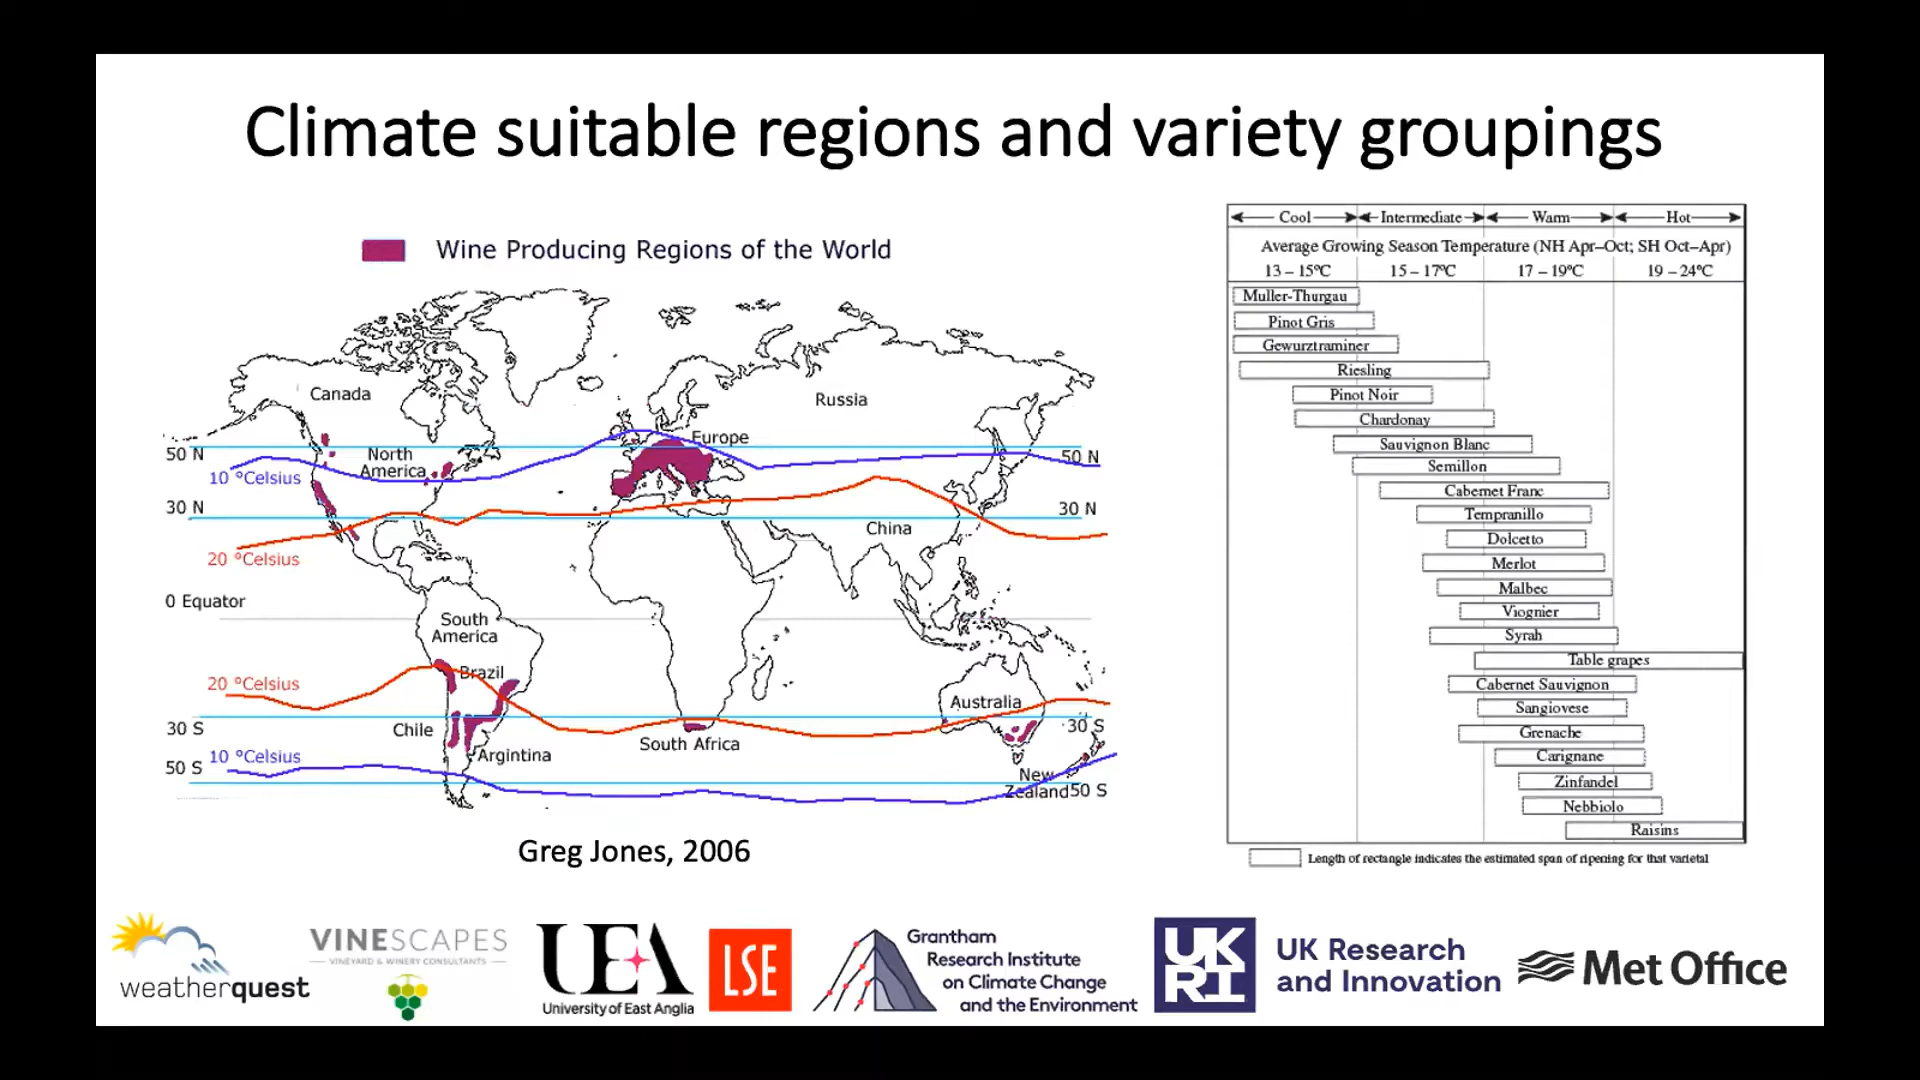 Climate suitable regions and variety groupings
Wine Producing Regions of the World
Canada
Russia
Europe
50 N
North
America
50 N
10 °Celsius
30 N
30 N
China
20 °Celsius
0 Equator
South
America
Brazil
20 °Celsius
Australia
30 S
Chile
30 S
South Africa
Argintina
10 °Celsius
50 S
New
Zealand
50 S
Greg Jones, 2006
Cool
Intermediate
Warm
Hot
Average Growing Season Temperature (NH Apr–Oct; SH Oct–Apr)
13 – 15°C
15 – 17°C
17 – 19°C
19 – 24°C
Muller-Thurgau
Pinot Gris
Gewurztraminer
Riesling
Pinot Noir
Chardonay
Sauvignon Blanc
Semillon
Cabernet Franc
Tempranillo
Dolcetto
Merlot
Malbec
Viognier
Syrah
Table grapes
Cabernet Sauvignon
Sangiovese
Grenache
Carignane
Zinfandel
Nebbiolo
Raisins
Length of rectangle indicates the estimated span of ripening for that varietal
weatherquest
VINESCAPES
VINEYARD & WINERY CONSULTANTS
UEA
University of East Anglia
LSE
Grantham
Research Institute
on Climate Change
and the Environment
UK
RI
UK Research
and Innovation
Met Office